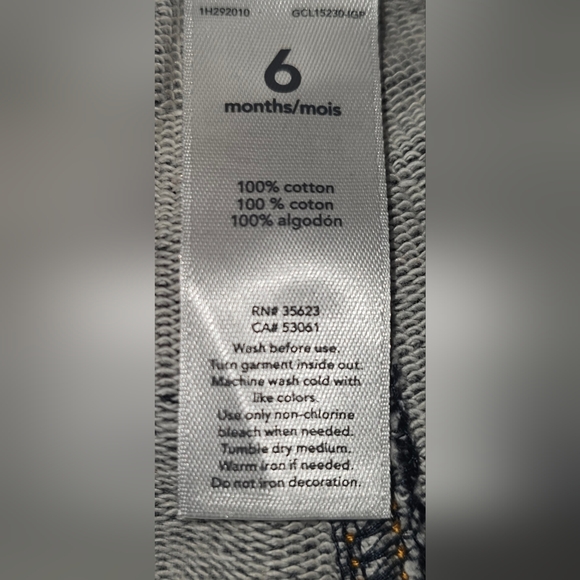 1H292010 GCL15230-IGP
6
months/mois
100% cotton
100 % coton
100% algodón
RN# 35623
CA# 53061
Wash before use.
Turn garment inside out.
Machine wash cold with
like colors.
Use only non-chlorine
bleach when needed.
Tumble dry medium.
Warm iron if needed.
Do not iron decoration.